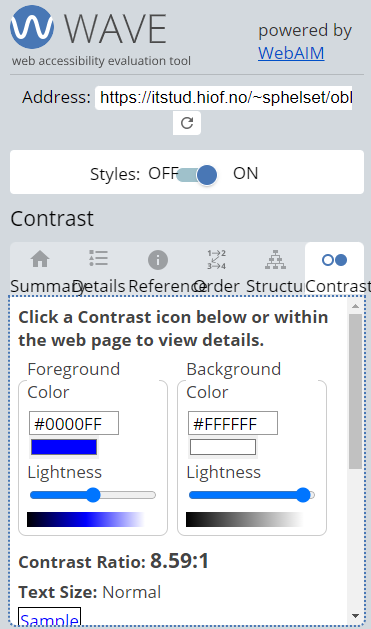 WAVE
web accessibility evaluation tool
powered by
WebAIM
Address: https://itstud.hiof.no/~sphelset/obl
Styles: OFF ON
Contrast
Summary Details Reference Order Structu Contrast
Click a Contrast icon below or within
the web page to view details.
Foreground
Color
#0000FF
Lightness
Background
Color
#FFFFFF
Lightness
Contrast Ratio: 8.59:1
Text Size: Normal
Sample